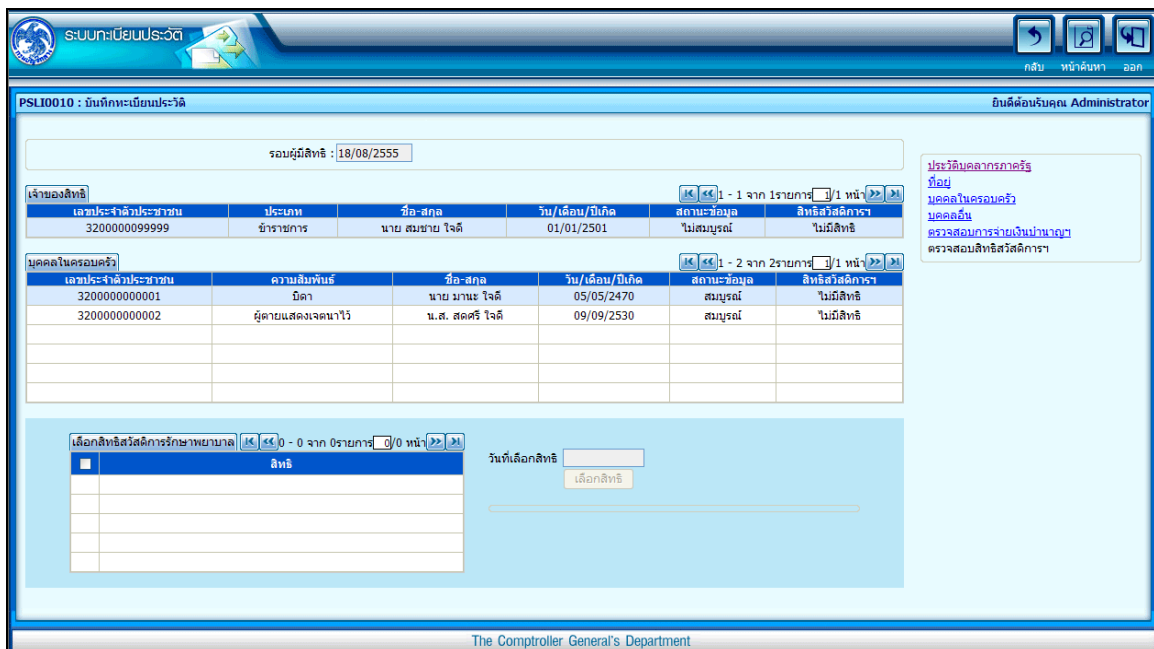 ระบบทะเบียนประวัติ
กลับ หน้าค้นหา ออก
PSLI0010 : บันทึกทะเบียนประวัติ ยินดีต้อนรับคุณ Administrator
รอบผู้มีสิทธิ : 18/08/2555
ประวัติบุคลากรภาครัฐ
ที่อยู่
บุคคลในครอบครัว
บุคคลอื่น
ตรวจสอบการจ่ายเงินบำนาญฯ
ตรวจสอบสิทธิสวัสดิการฯ
เจ้าของสิทธิ 1 - 1 จาก 1รายการ 1/1 หน้า
เลขประจำตัวประชาชน ประเภท ชื่อ-สกุล วัน/เดือน/ปีเกิด สถานะข้อมูล สิทธิสวัสดิการฯ
3200000099999 ข้าราชการ นาย สมชาย ใจดี 01/01/2501 ไม่สมบูรณ์ ไม่มีสิทธิ
บุคคลในครอบครัว 1 - 2 จาก 2รายการ 1/1 หน้า
เลขประจำตัวประชาชน ความสัมพันธ์ ชื่อ-สกุล วัน/เดือน/ปีเกิด สถานะข้อมูล สิทธิสวัสดิการฯ
3200000000001 บิดา นาย มานะ ใจดี 05/05/2470 สมบูรณ์ ไม่มีสิทธิ
3200000000002 ผู้ตายแสดงเจตนาไว้ น.ส. สดศรี ใจดี 09/09/2530 สมบูรณ์ ไม่มีสิทธิ
เลือกสิทธิสวัสดิการรักษาพยาบาล 0 - 0 จาก 0รายการ 0/0 หน้า
สิทธิ
วันที่เลือกสิทธิ
เลือกสิทธิ
The Comptroller General's Department